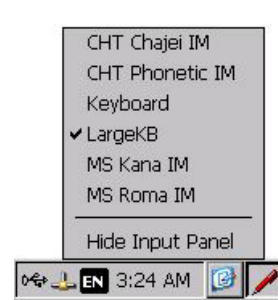 CHT Chajei IM
CHT Phonetic IM
Keyboard
LargeKB
MS Kana IM
MS Roma IM
Hide Input Panel
EN 3:24 AM